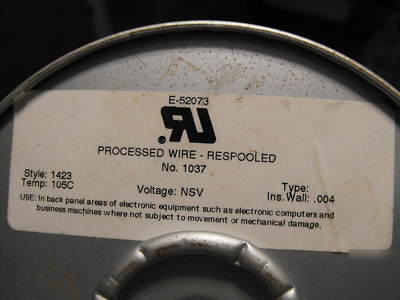 E-52073
RU
PROCESSED WIRE - RESPOOLED
No. 1037
Style: 1423
Temp: 105C
Voltage: NSV
Type:
Ins. Wall: .004
USE: In back panel areas of electronic equipment such as electronic computers and
business machines where not subject to movement or mechanical damage.